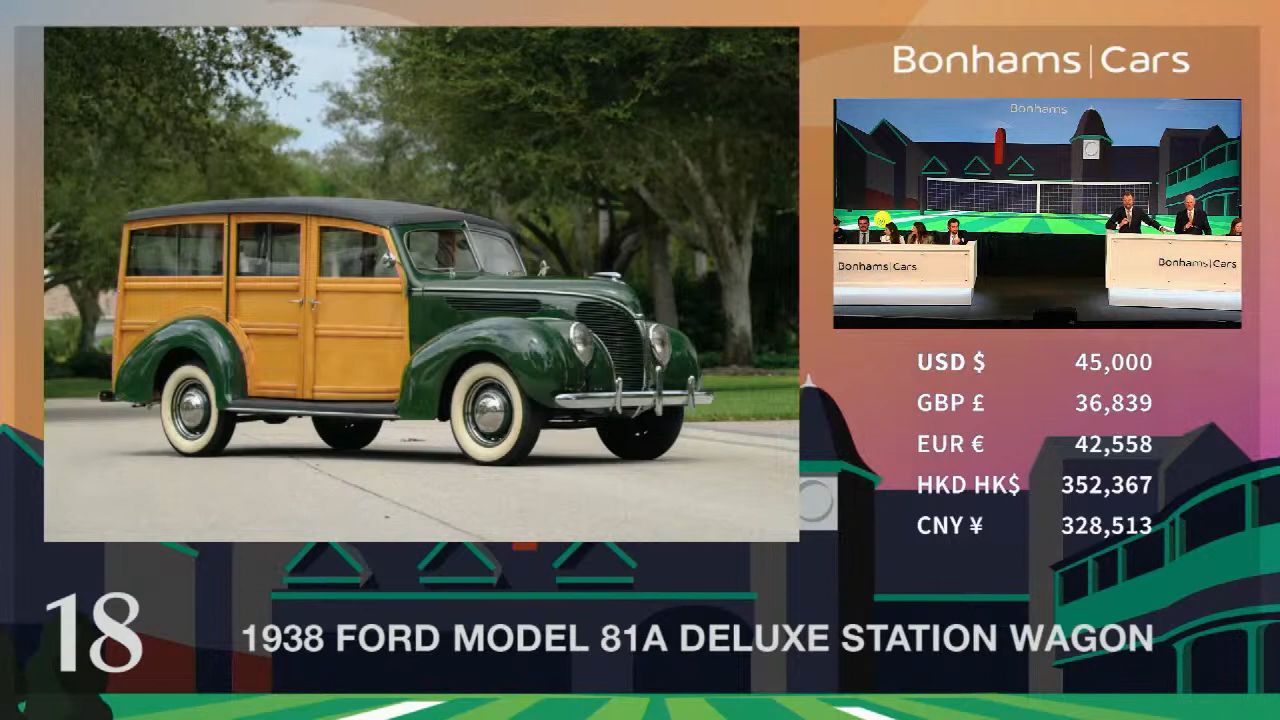 Bonhams|Cars
Bonhams
Bonhams|Cars
Bonhams|Cars
USD $ 45,000
GBP £ 36,839
EUR € 42,558
HKD HK$ 352,367
CNY ¥ 328,513
18
1938 FORD MODEL 81A DELUXE STATION WAGON